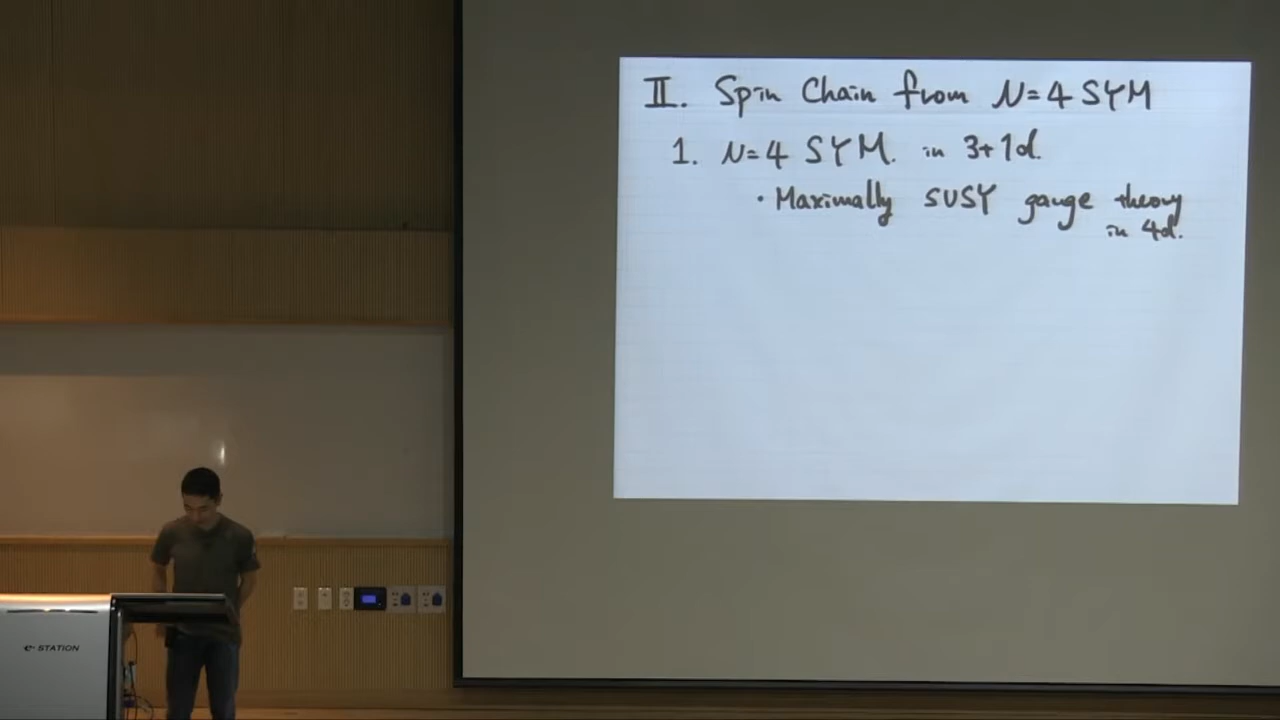 II. Spin Chain from N=4 SYM
1. N=4 SYM. in 3+1d.
· Maximally SUSY gauge theory
in 4d.
e-STATION